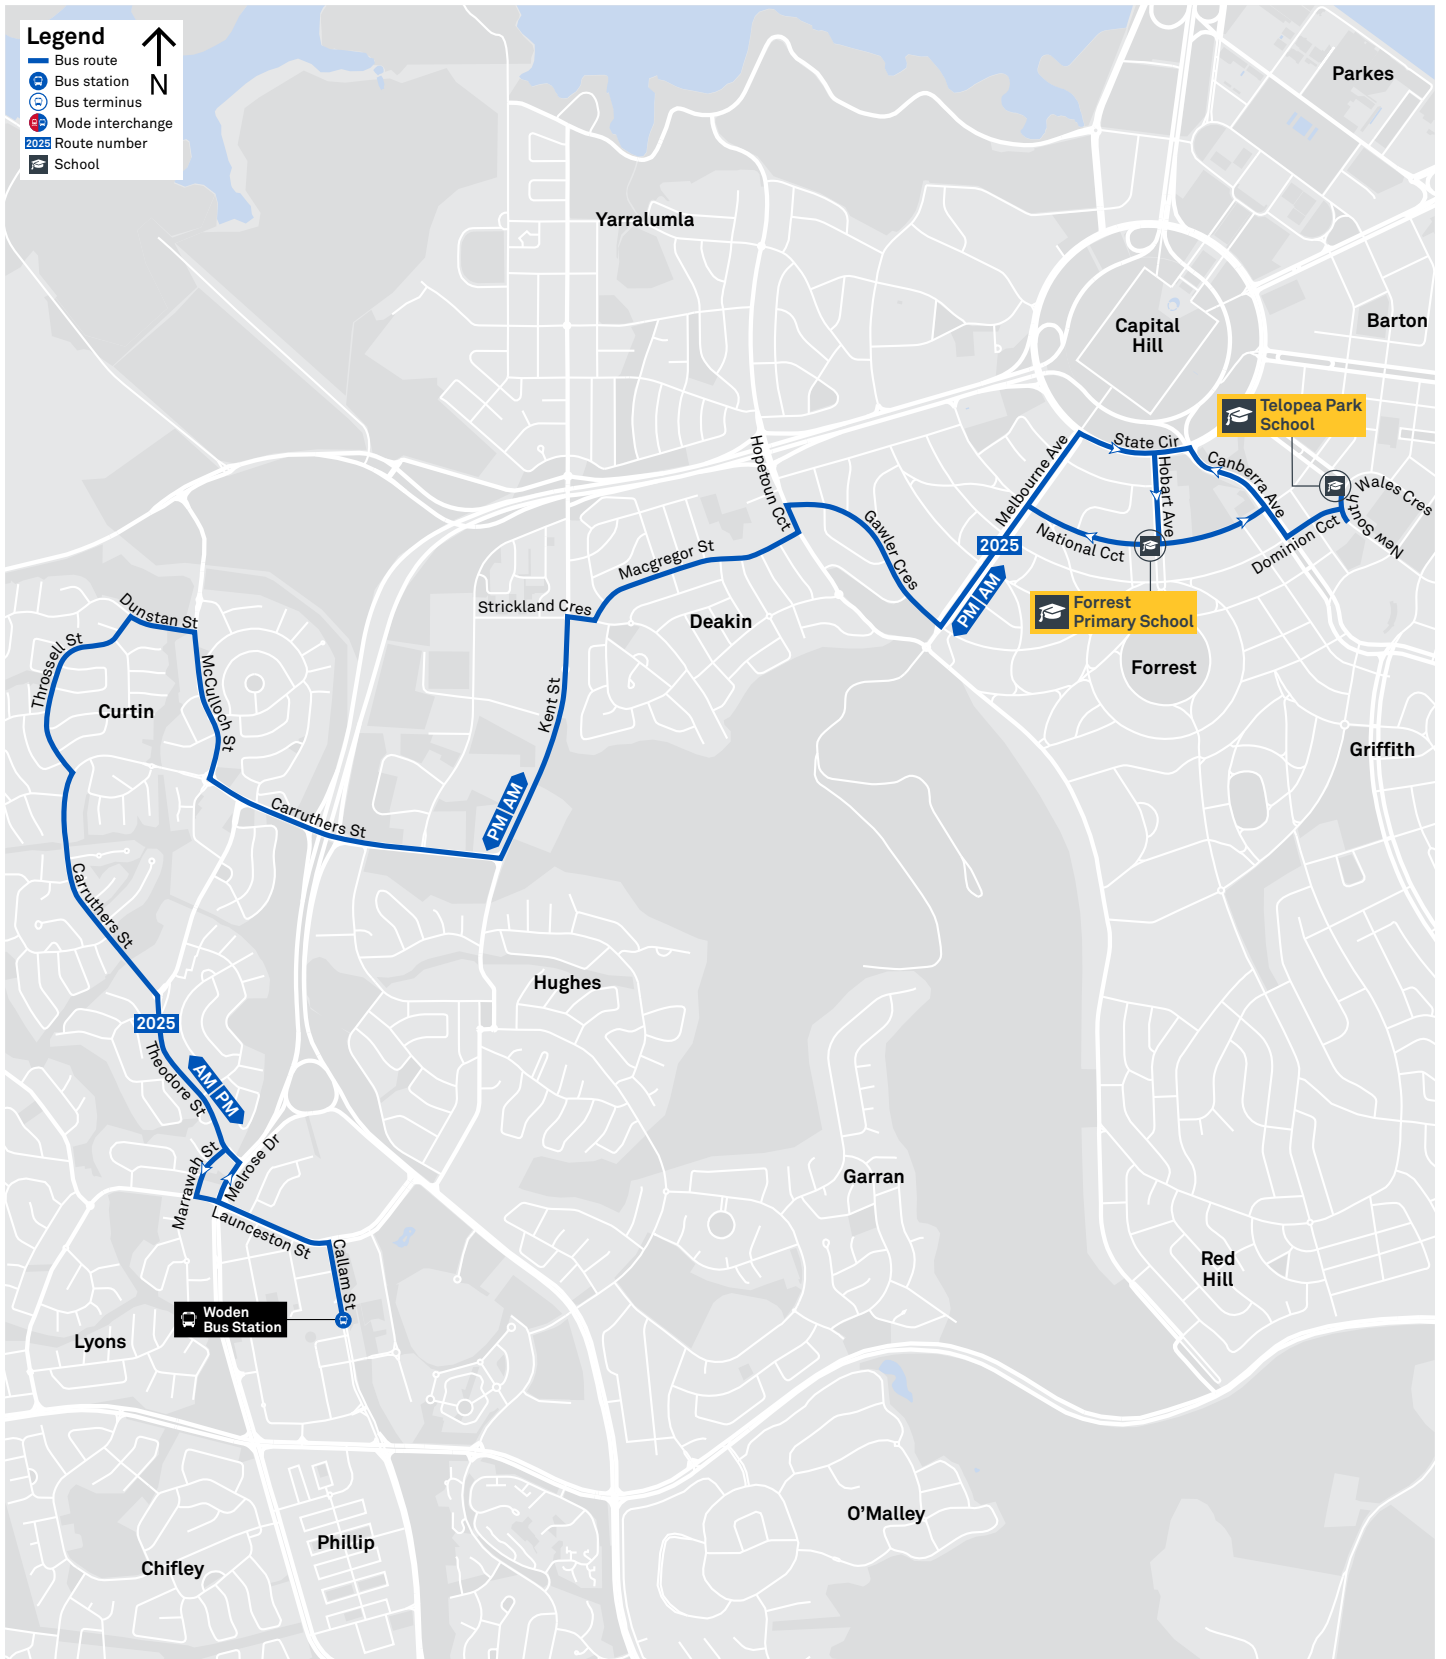 Legend
N
Bus route
Bus station
Bus terminus
Mode interchange
2025 Route number
School
Parkes
Yarralumla
Capital
Hill
Barton
Telopea Park
School
State Cir
Melbourne Ave
Hobart Ave
Canberra Ave
New South Wales Cres
Hopetoun Cct
Gawler Cres
2025
National Cct
Dominion Cct
Macgregor St
PM | AM
Forrest
Primary School
Strickland Cres
Deakin
Dunstan St
Throssell St
McCulloch St
Forrest
Curtin
Kent St
Griffith
PM | AM
Carruthers St
Carruthers St
Hughes
2025
Theodore St
AM | PM
Marrawah St
Melrose Dr
Garran
Launceston St
Callam St
Red
Hill
Woden
Bus Station
Lyons
O'Malley
Phillip
Chifley